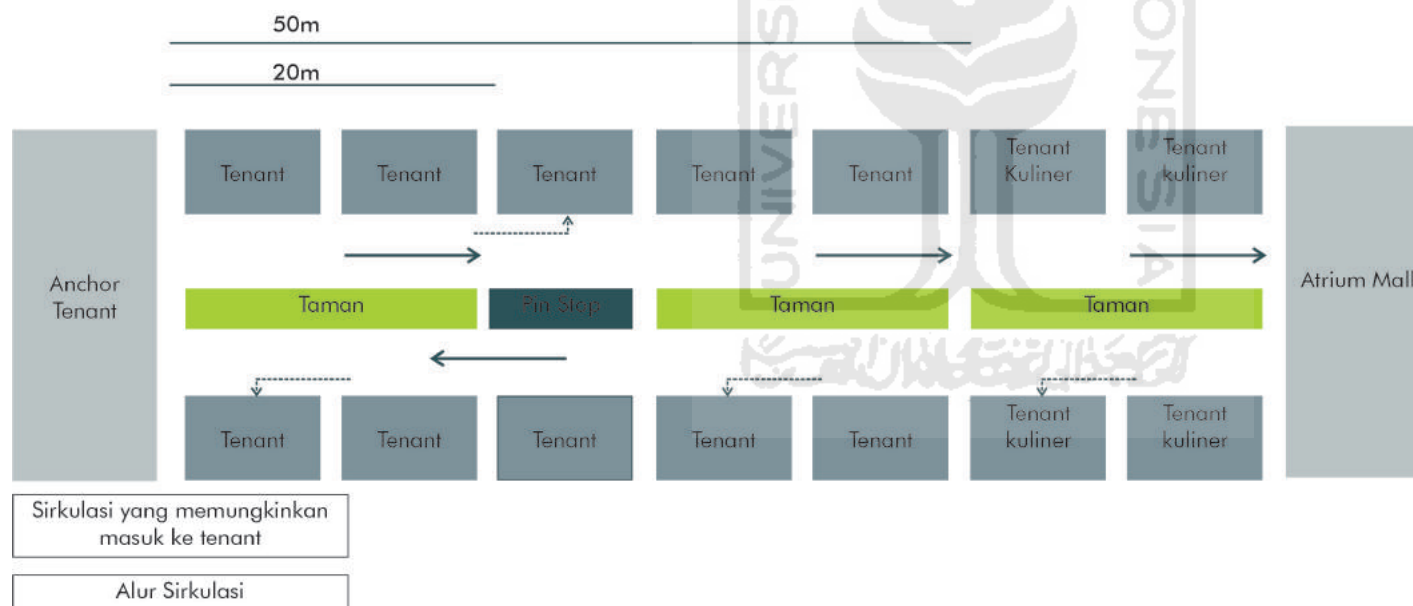 50m
20m
Tenant
Tenant
Tenant
Tenant
Tenant
Tenant
Kuliner
Tenant
kuliner
Anchor
Tenant
Taman
Pin Stop
Taman
Taman
Atrium Mall
Tenant
Tenant
Tenant
Tenant
Tenant
Tenant
kuliner
Tenant
kuliner
Sirkulasi yang memungkinkan
masuk ke tenant
Alur Sirkulasi